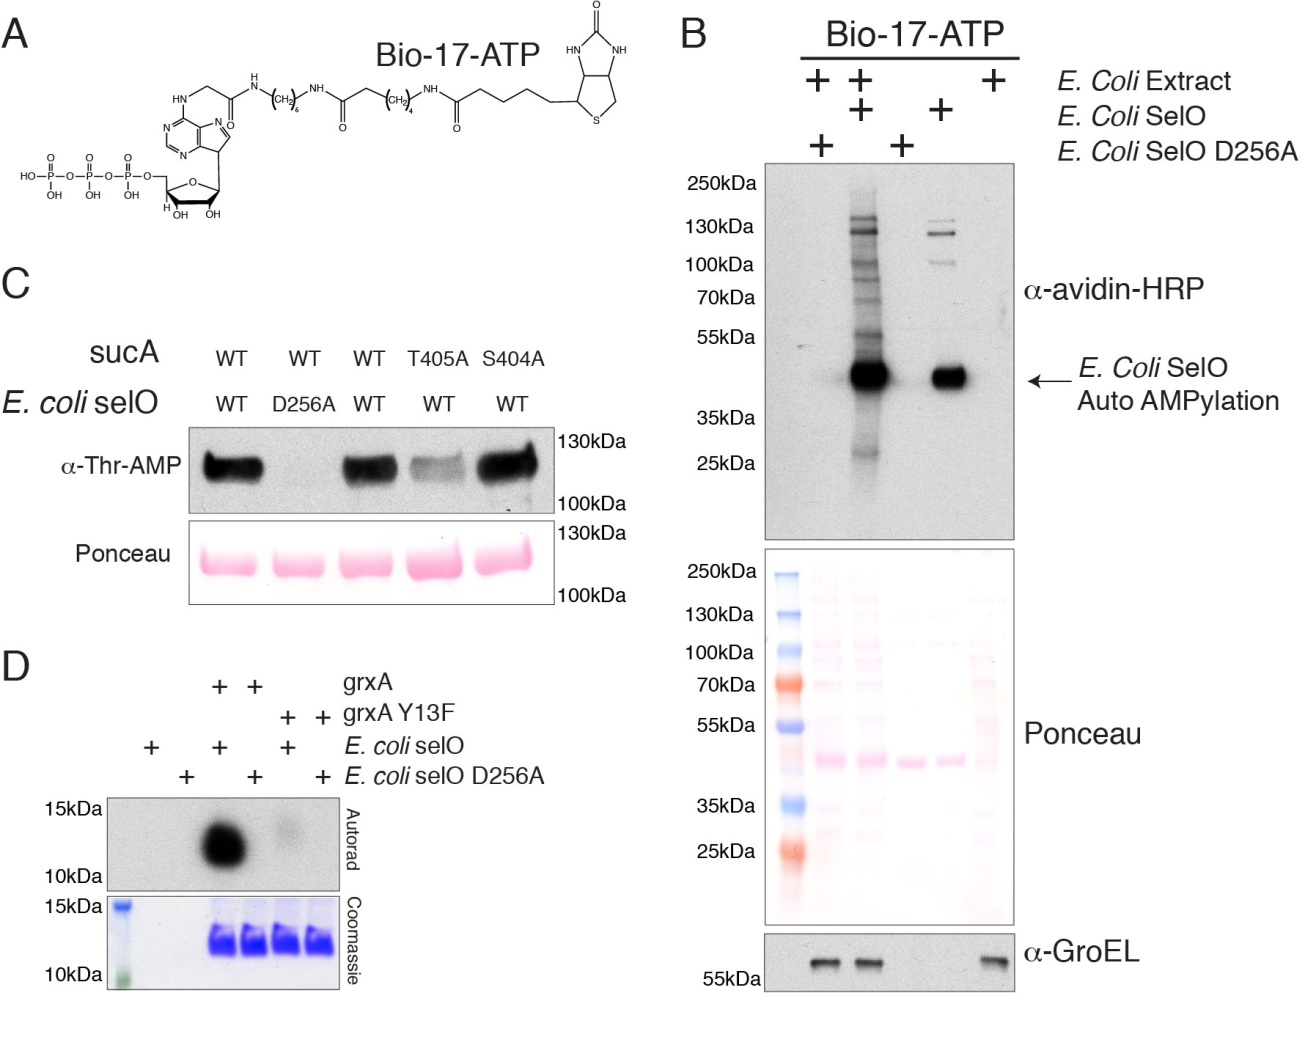 A
Bio-17-ATP
O
HN
NH
S
H
N
NH
NH
HN
(CH2)6
(CH2)4
O
O
O
N
N
N
N
O
O
O
HO
P
O
P
O
P
O
OH
OH
OH
O
H
OH
OH
B
Bio-17-ATP
+ + + E. Coli Extract
+ + E. Coli SelO
+ + E. Coli SelO D256A
250kDa
130kDa
100kDa
70kDa
55kDa
35kDa
25kDa
α-avidin-HRP
E. Coli SelO
Auto AMPylation
250kDa
130kDa
100kDa
70kDa
55kDa
35kDa
25kDa
Ponceau
55kDa
α-GroEL
C
sucA WT WT WT T405A S404A
E. coli selO WT D256A WT WT WT
α-Thr-AMP
130kDa
100kDa
Ponceau
130kDa
100kDa
D
+ + grxA
+ + grxA Y13F
+ + + E. coli selO
+ + + E. coli selO D256A
15kDa
10kDa
Autorad
15kDa
10kDa
Coomassie